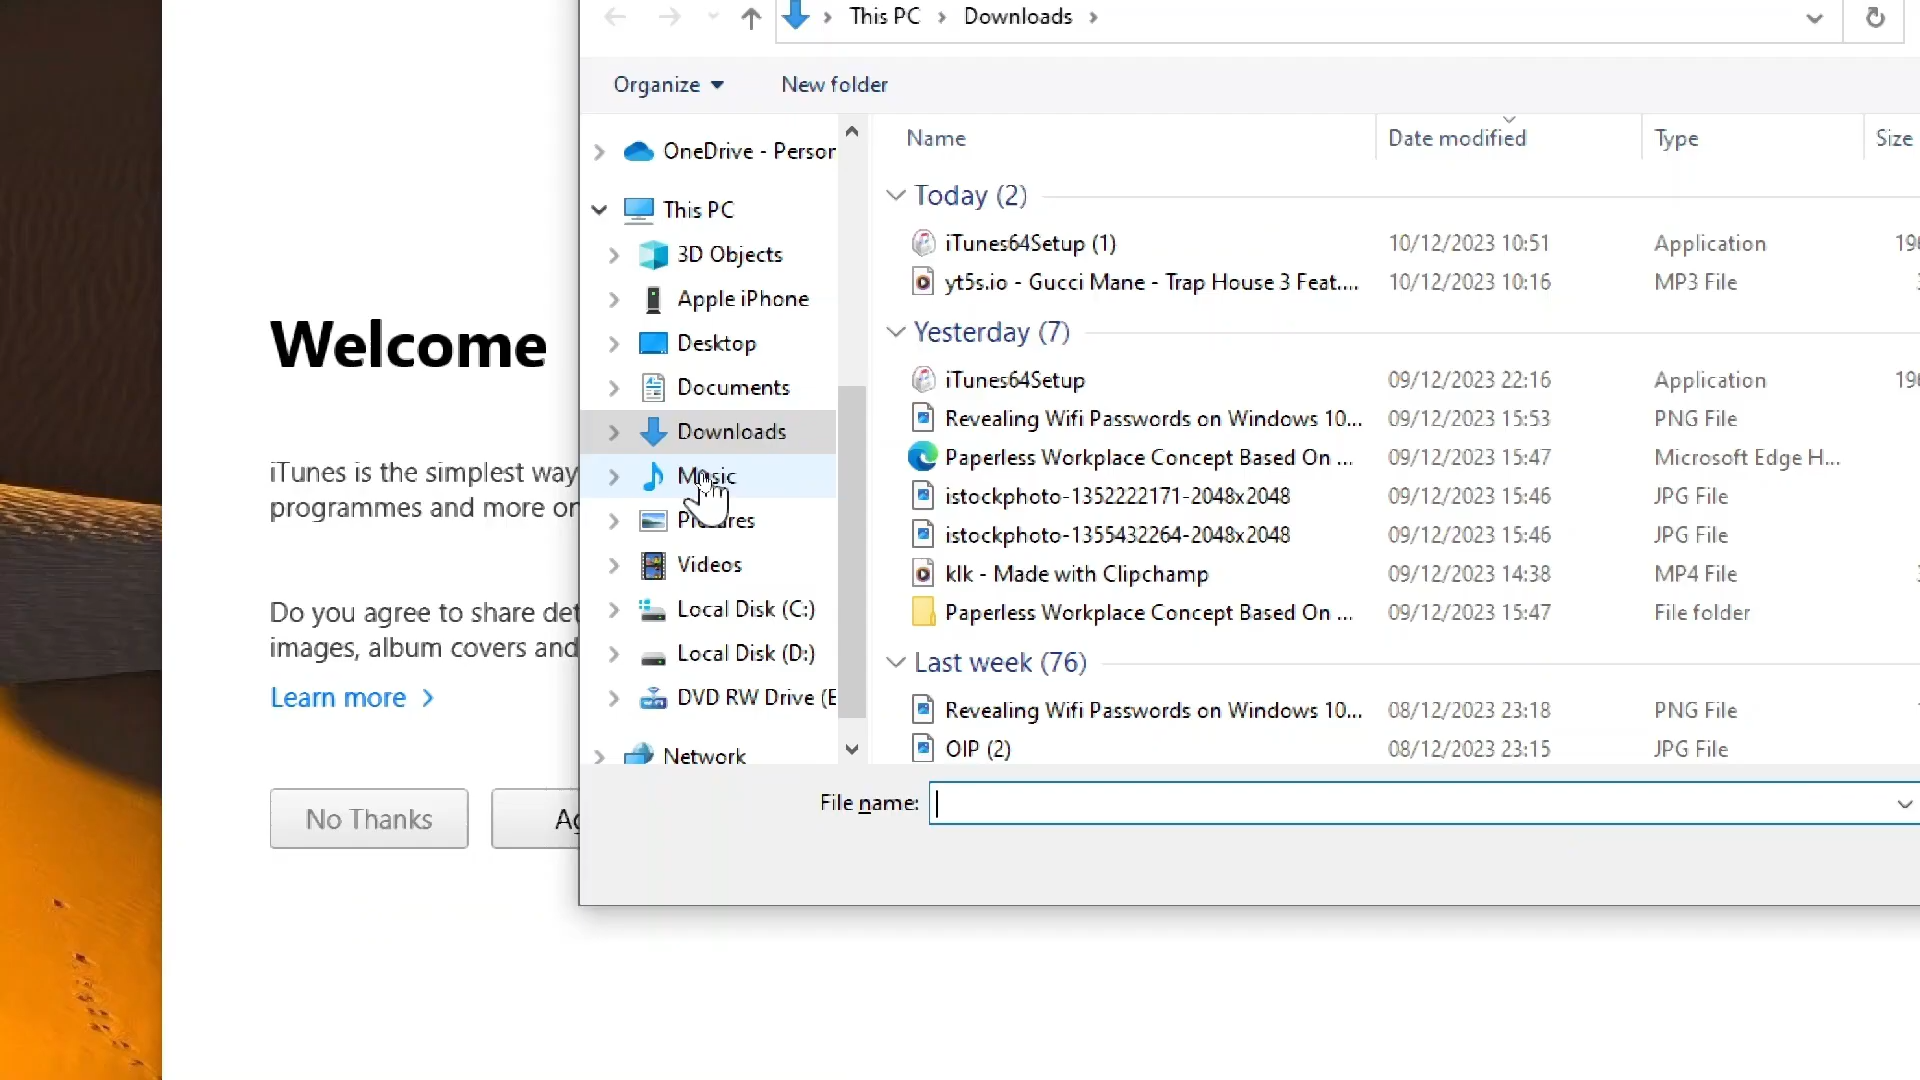 This PC
Downloads
Organize
New folder
OneDrive - Person
This PC
3D Objects
Apple iPhone
Desktop
Documents
Downloads
Music
Pictures
Videos
Local Disk (C:)
Local Disk (D:)
DVD RW Drive (E
Network
Name Date modified Type Size
Today (2)
iTunes64Setup (1) 10/12/2023 10:51 Application 196
yt5s.io - Gucci Mane - Trap House 3 Feat.... 10/12/2023 10:16 MP3 File 3
Yesterday (7)
iTunes64Setup 09/12/2023 22:16 Application 196
Revealing Wifi Passwords on Windows 10... 09/12/2023 15:53 PNG File
Paperless Workplace Concept Based On ... 09/12/2023 15:47 Microsoft Edge H...
istockphoto-1352222171-2048x2048 09/12/2023 15:46 JPG File
istockphoto-1355432264-2048x2048 09/12/2023 15:46 JPG File
klk - Made with Clipchamp 09/12/2023 14:38 MP4 File 3
Paperless Workplace Concept Based On ... 09/12/2023 15:47 File folder
Last week (76)
Revealing Wifi Passwords on Windows 10... 08/12/2023 23:18 PNG File
OIP (2) 08/12/2023 23:15 JPG File
File name:
Welcome
iTunes is the simplest way
programmes and more on
Do you agree to share det
images, album covers and
Learn more
No Thanks
Ag